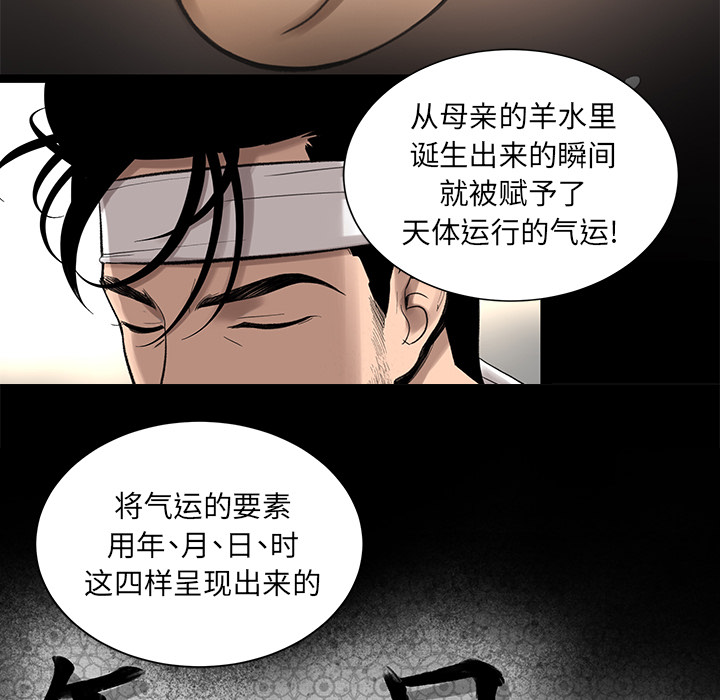 从母亲的羊水里
诞生出来的瞬间
就被赋予了
天体运行的气运!
将气运的要素
用年、月、日、时
这四样呈现出来的